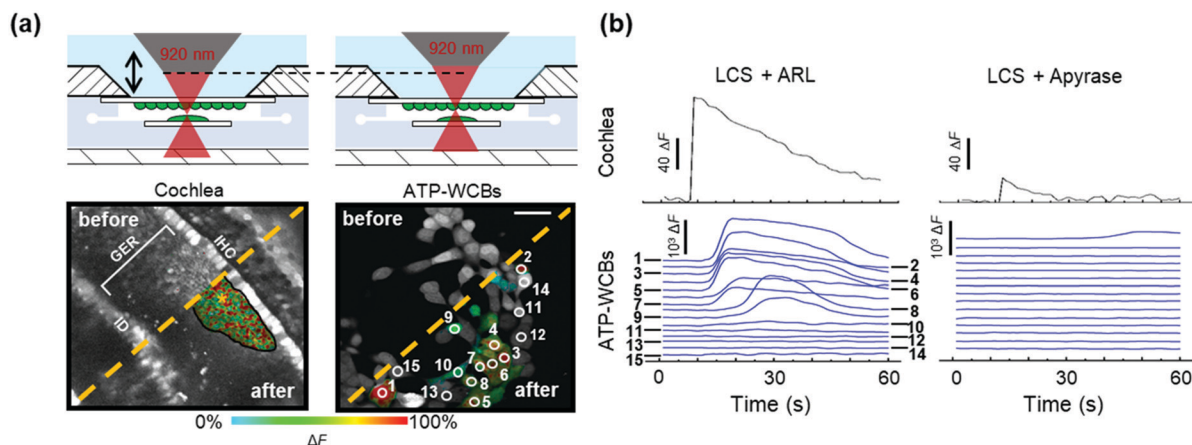 (a)
920 nm
920 nm
Cochlea
ATP-WCBs
before
GER
IHC
ID
after
before
2
14
11
9
12
4
3
15
10
7
6
1
8
13
5
after
0%
100%
ΔF
(b)
LCS + ARL
LCS + Apyrase
Cochlea
40 ΔF
40 ΔF
ATP-WCBs
10³ ΔF
10³ ΔF
1
2
3
4
5
6
7
8
9
10
11
12
13
14
15
0 30 60
0 30 60
Time (s)
Time (s)